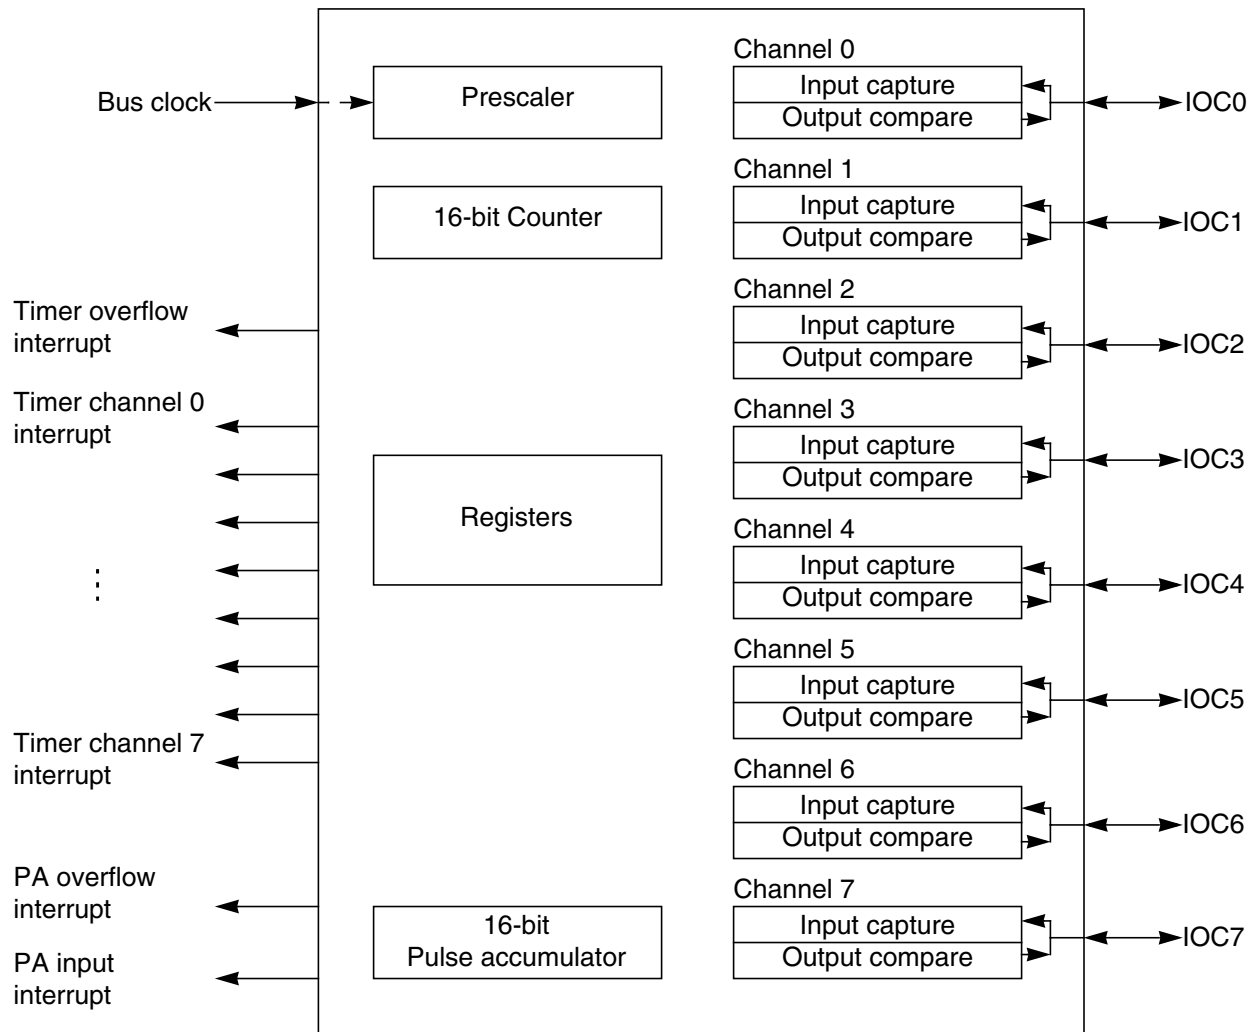 Bus clock
Timer overflow
interrupt
Timer channel 0
interrupt
Timer channel 7
interrupt
PA overflow
interrupt
PA input
interrupt
Prescaler
16-bit Counter
Registers
16-bit
Pulse accumulator
Channel 0
Input capture
Output compare
IOC0
Channel 1
Input capture
Output compare
IOC1
Channel 2
Input capture
Output compare
IOC2
Channel 3
Input capture
Output compare
IOC3
Channel 4
Input capture
Output compare
IOC4
Channel 5
Input capture
Output compare
IOC5
Channel 6
Input capture
Output compare
IOC6
Channel 7
Input capture
Output compare
IOC7